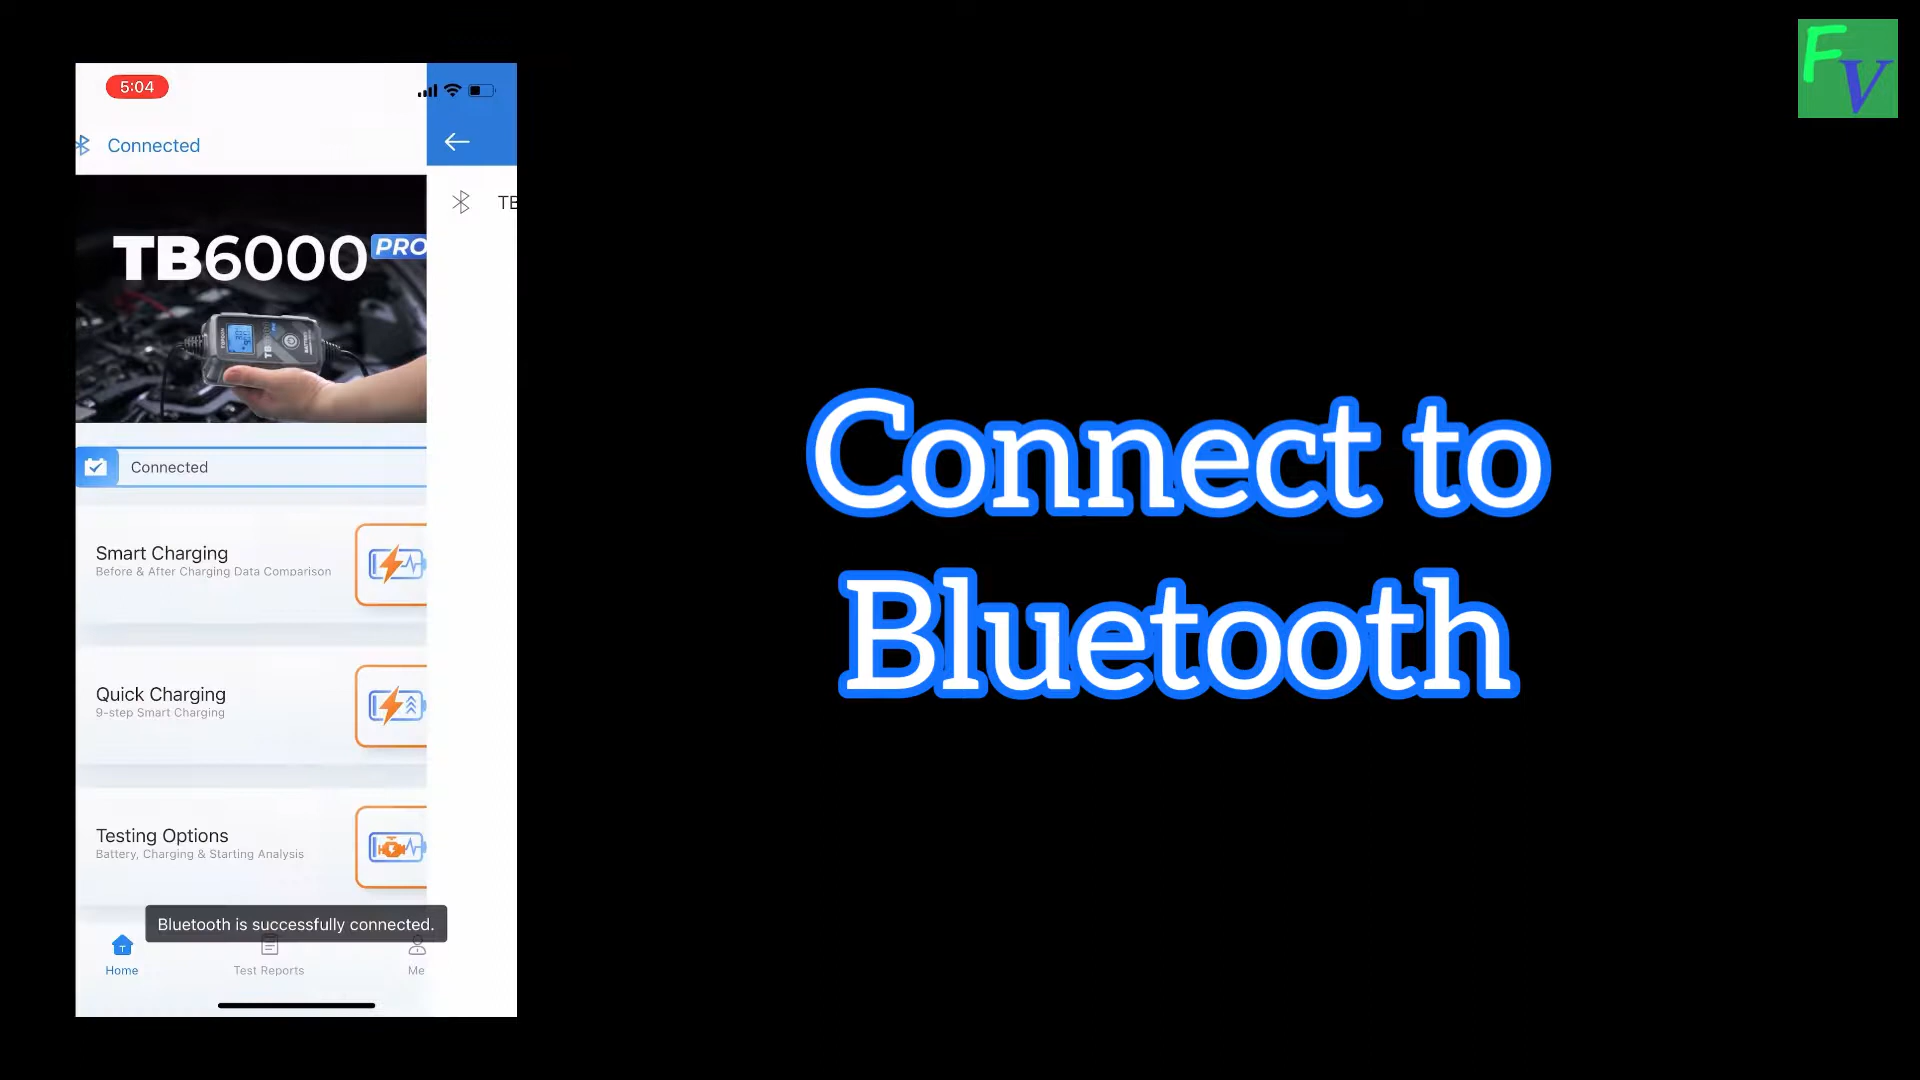 FV
5:04
Connected
TB
TB6000 PRO
Connected
Smart Charging
Before & After Charging Data Comparison
Quick Charging
9-step Smart Charging
Testing Options
Battery, Charging & Starting Analysis
Bluetooth is successfully connected.
Home
Test Reports
Me
Connect to
Bluetooth